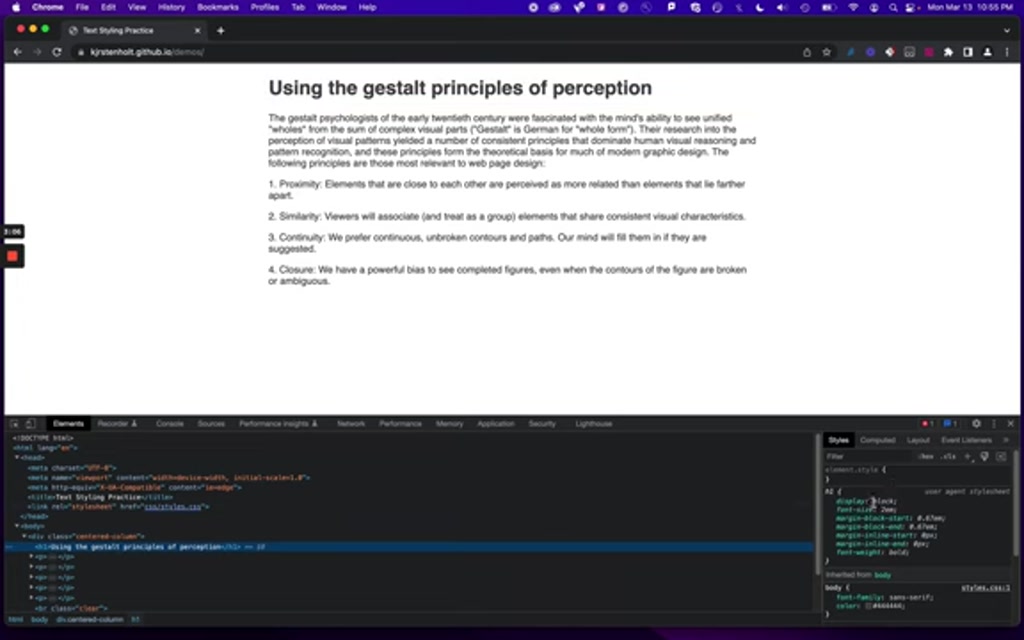 Chrome File Edit View History Bookmarks Profiles Tab Window Help Mon Mar 13 10:55 PM
Text Styling Practice
kjrstenholt.github.io/demos/
Using the gestalt principles of perception
The gestalt psychologists of the early twentieth century were fascinated with the mind's ability to see unified
"wholes" from the sum of complex visual parts ("Gestalt" is German for "whole form"). Their research into the
perception of visual patterns yielded a number of consistent principles that dominate human visual reasoning and
pattern recognition, and these principles form the theoretical basis for much of modern graphic design. The
following principles are those most relevant to web page design:
1. Proximity: Elements that are close to each other are perceived as more related than elements that lie farther
apart.
2. Similarity: Viewers will associate (and treat as a group) elements that share consistent visual characteristics.
3. Continuity: We prefer continuous, unbroken contours and paths. Our mind will fill them in if they are
suggested.
4. Closure: We have a powerful bias to see completed figures, even when the contours of the figure are broken
or ambiguous.
Elements Recorder Console Sources Performance insights Network Performance Memory Application Security Lighthouse
<!DOCTYPE html>
<html lang="en">
<head>
<meta charset="UTF-8">
<meta name="viewport" content="width=device-width, initial-scale=1.0">
<meta http-equiv="X-UA-Compatible" content="ie=edge">
<title>Text Styling Practice</title>
<link rel="stylesheet" href="css/styles.css">
</head>
<body>
<div class="centered-column">
<h1>Using the gestalt principles of perception</h1> == $0
<p>…</p>
<p>…</p>
<p>…</p>
<p>…</p>
<p>…</p>
<br class="clear">
html body div.centered-column h1
Styles Computed Layout Event Listeners
Filter :hov .cls
element.style {
}
h1 { user agent stylesheet
display: block;
font-size: 2em;
margin-block-start: 0.67em;
margin-block-end: 0.67em;
margin-inline-start: 0px;
margin-inline-end: 0px;
font-weight: bold;
}
Inherited from body
body { styles.css:1
font-family: sans-serif;
color: #444444;
}